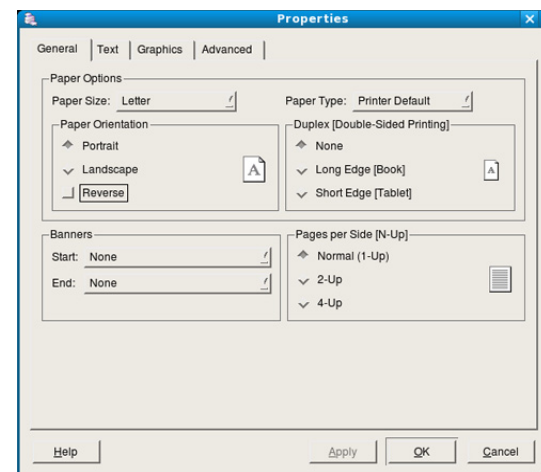 Properties
General Text Graphics Advanced
Paper Options
Paper Size: Letter Paper Type: Printer Default
Paper Orientation Duplex [Double-Sided Printing]
Portrait None
Landscape A Long Edge [Book] A
Reverse Short Edge [Tablet]
Banners Pages per Side [N-Up]
Start: None Normal (1-Up)
End: None 2-Up
4-Up
Help Apply OK Cancel